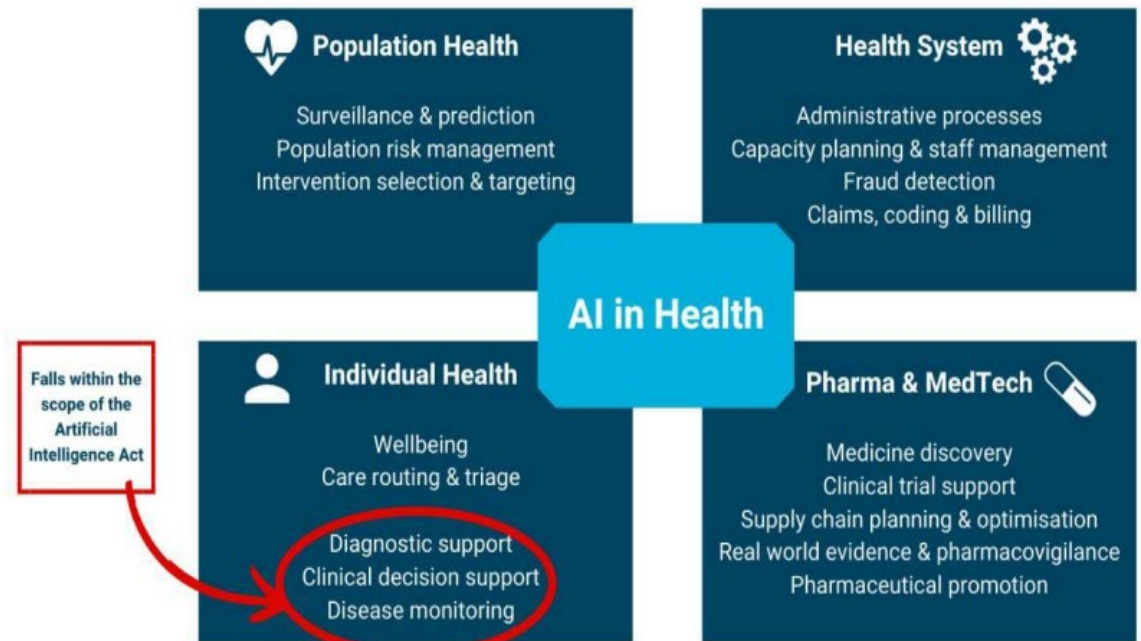 Population Health
Surveillance & prediction
Population risk management
Intervention selection & targeting
Health System
Administrative processes
Capacity planning & staff management
Fraud detection
Claims, coding & billing
AI in Health
Falls within the
scope of the
Artificial
Intelligence Act
Individual Health
Wellbeing
Care routing & triage
Diagnostic support
Clinical decision support
Disease monitoring
Pharma & MedTech
Medicine discovery
Clinical trial support
Supply chain planning & optimisation
Real world evidence & pharmacovigilance
Pharmaceutical promotion